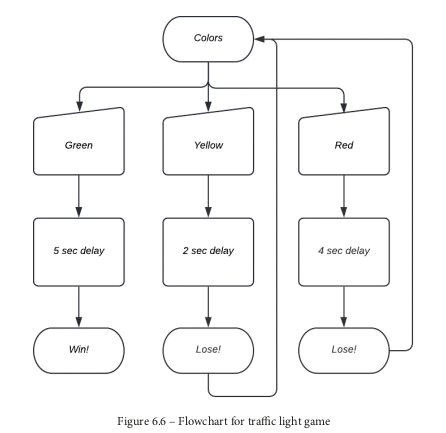 Colors
Green
Yellow
Red
5 sec delay
2 sec delay
4 sec delay
Win!
Lose!
Lose!
Figure 6.6 – Flowchart for traffic light game